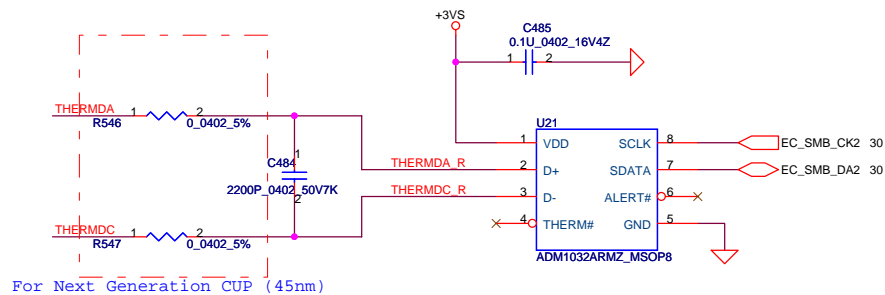 +3VS
C485
0.1U_0402_16V4Z
1 2
THERMDA 1 2
R546 0_0402_5%
U21
1 VDD SCLK 8 EC_SMB_CK2 30
1
C484
2200P_0402_50V7K
2
THERMDA_R 2 D+ SDATA 7 EC_SMB_DA2 30
THERMDC_R 3 D- ALERT# 6
4 THERM# GND 5
THERMDC 1 2
R547 0_0402_5%
ADM1032ARMZ_MSOP8
For Next Generation CUP (45nm)